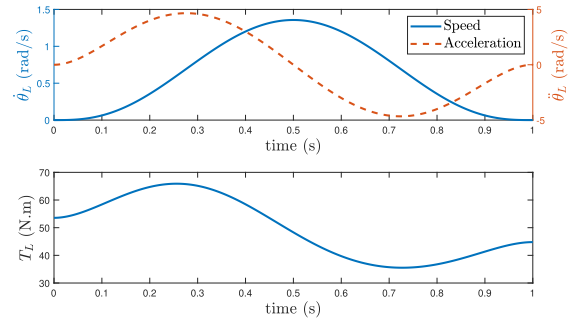 1.5
1
0.5
0
5
0
-5
θ̇_L (rad/s)
θ̈_L (rad/s)
Speed
Acceleration
0 0.1 0.2 0.3 0.4 0.5 0.6 0.7 0.8 0.9 1
time (s)
70
60
50
40
30
T_L (N.m)
0 0.1 0.2 0.3 0.4 0.5 0.6 0.7 0.8 0.9 1
time (s)